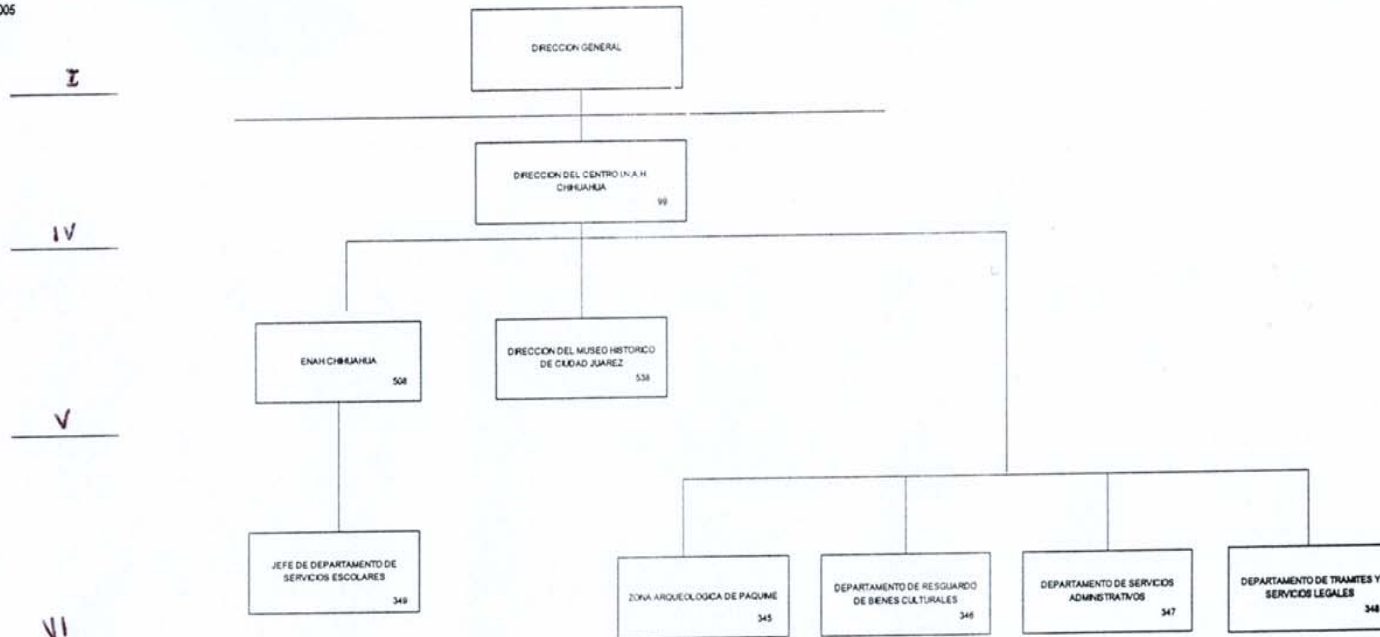 005
DIRECCION GENERAL
I
DIRECCION DEL CENTRO I.N.A.H.
CHIHUAHUA
99
IV
ENAH CHIHUAHUA
508
DIRECCION DEL MUSEO HISTORICO
DE CIUDAD JUAREZ
538
V
JEFE DE DEPARTAMENTO DE
SERVICIOS ESCOLARES
349
ZONA ARQUEOLOGICA DE PAQUIME
345
DEPARTAMENTO DE RESGUARDO
DE BIENES CULTURALES
346
DEPARTAMENTO DE SERVICIOS
ADMINISTRATIVOS
347
DEPARTAMENTO DE TRAMITES Y
SERVICIOS LEGALES
348
VI